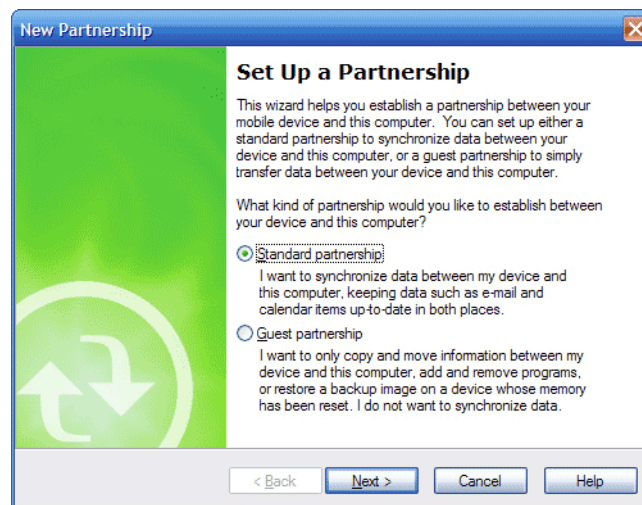 New Partnership
Set Up a Partnership
This wizard helps you establish a partnership between your
mobile device and this computer.  You can set up either a
standard partnership to synchronize data between your
device and this computer, or a guest partnership to simply
transfer data between your device and this computer.
What kind of partnership would you like to establish between
your device and this computer?
Standard partnership
I want to synchronize data between my device and
this computer, keeping data such as e-mail and
calendar items up-to-date in both places.
Guest partnership
I want to only copy and move information between my
device and this computer, add and remove programs,
or restore a backup image on a device whose memory
has been reset. I do not want to synchronize data.
< Back Next > Cancel Help